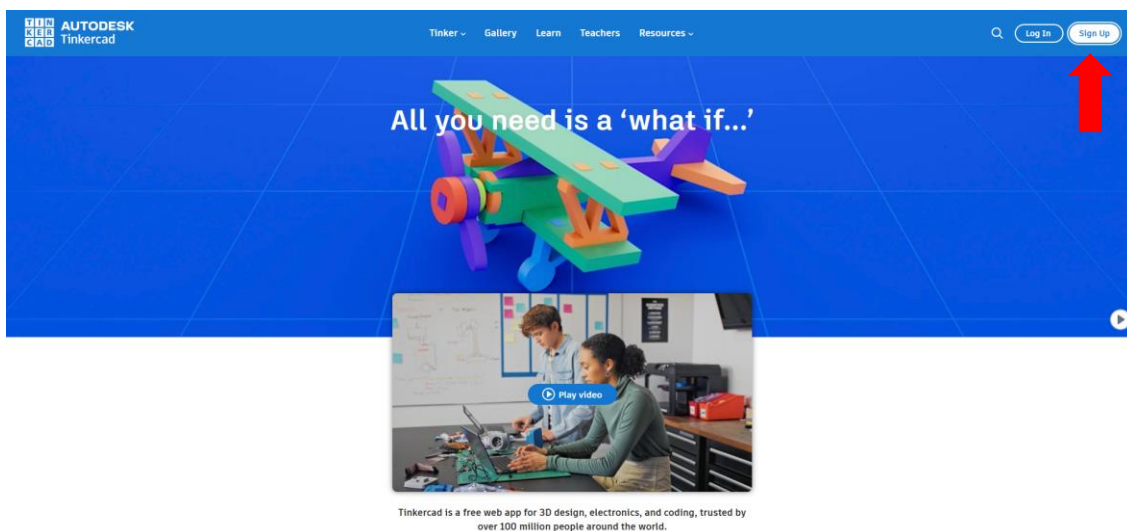 TIN
KER
CAD
AUTODESK
Tinkercad
Tinker
Gallery
Learn
Teachers
Resources
Log In
Sign Up
All you need is a ‘what if...’
Play video
Tinkercad is a free web app for 3D design, electronics, and coding, trusted by
over 100 million people around the world.